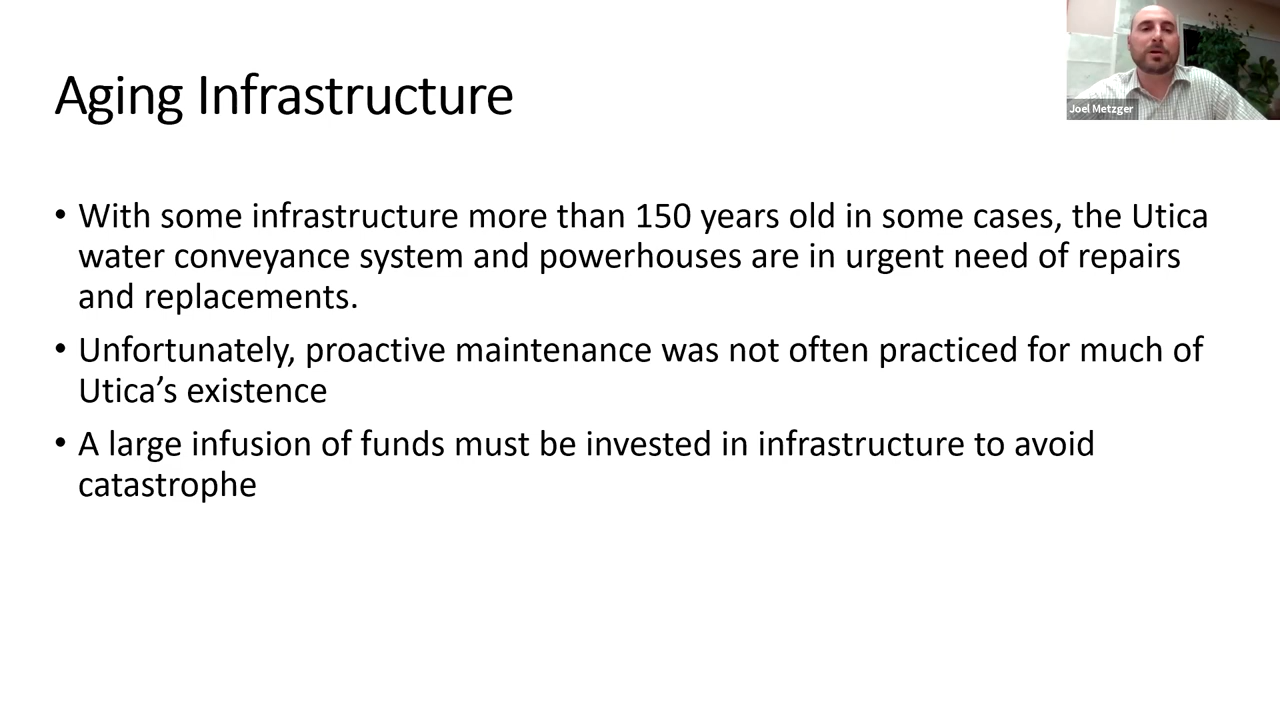 Joel Metzger
Aging Infrastructure
• With some infrastructure more than 150 years old in some cases, the Utica
water conveyance system and powerhouses are in urgent need of repairs
and replacements.
• Unfortunately, proactive maintenance was not often practiced for much of
Utica’s existence
• A large infusion of funds must be invested in infrastructure to avoid
catastrophe